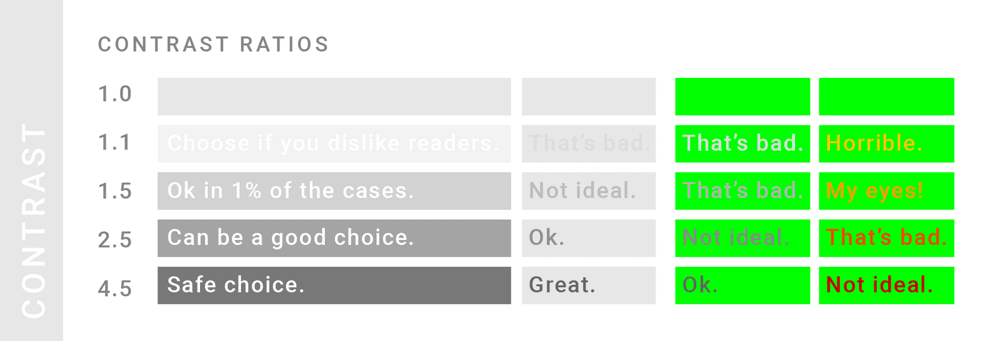 CONTRAST
CONTRAST RATIOS
1.0
1.1 Choose if you dislike readers. That’s bad. That’s bad. Horrible.
1.5 Ok in 1% of the cases. Not ideal. That’s bad. My eyes!
2.5 Can be a good choice. Ok. Not ideal. That’s bad.
4.5 Safe choice. Great. Ok. Not ideal.